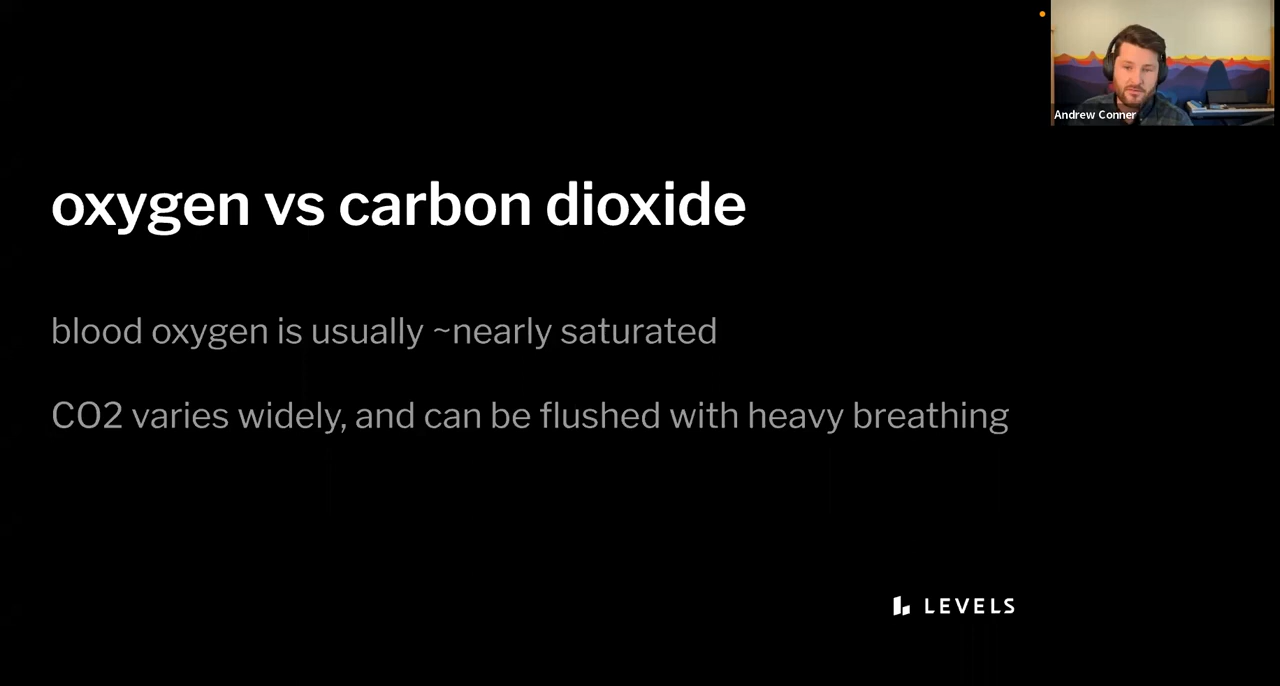 Andrew Conner
oxygen vs carbon dioxide
blood oxygen is usually ~nearly saturated
CO2 varies widely, and can be flushed with heavy breathing
LEVELS